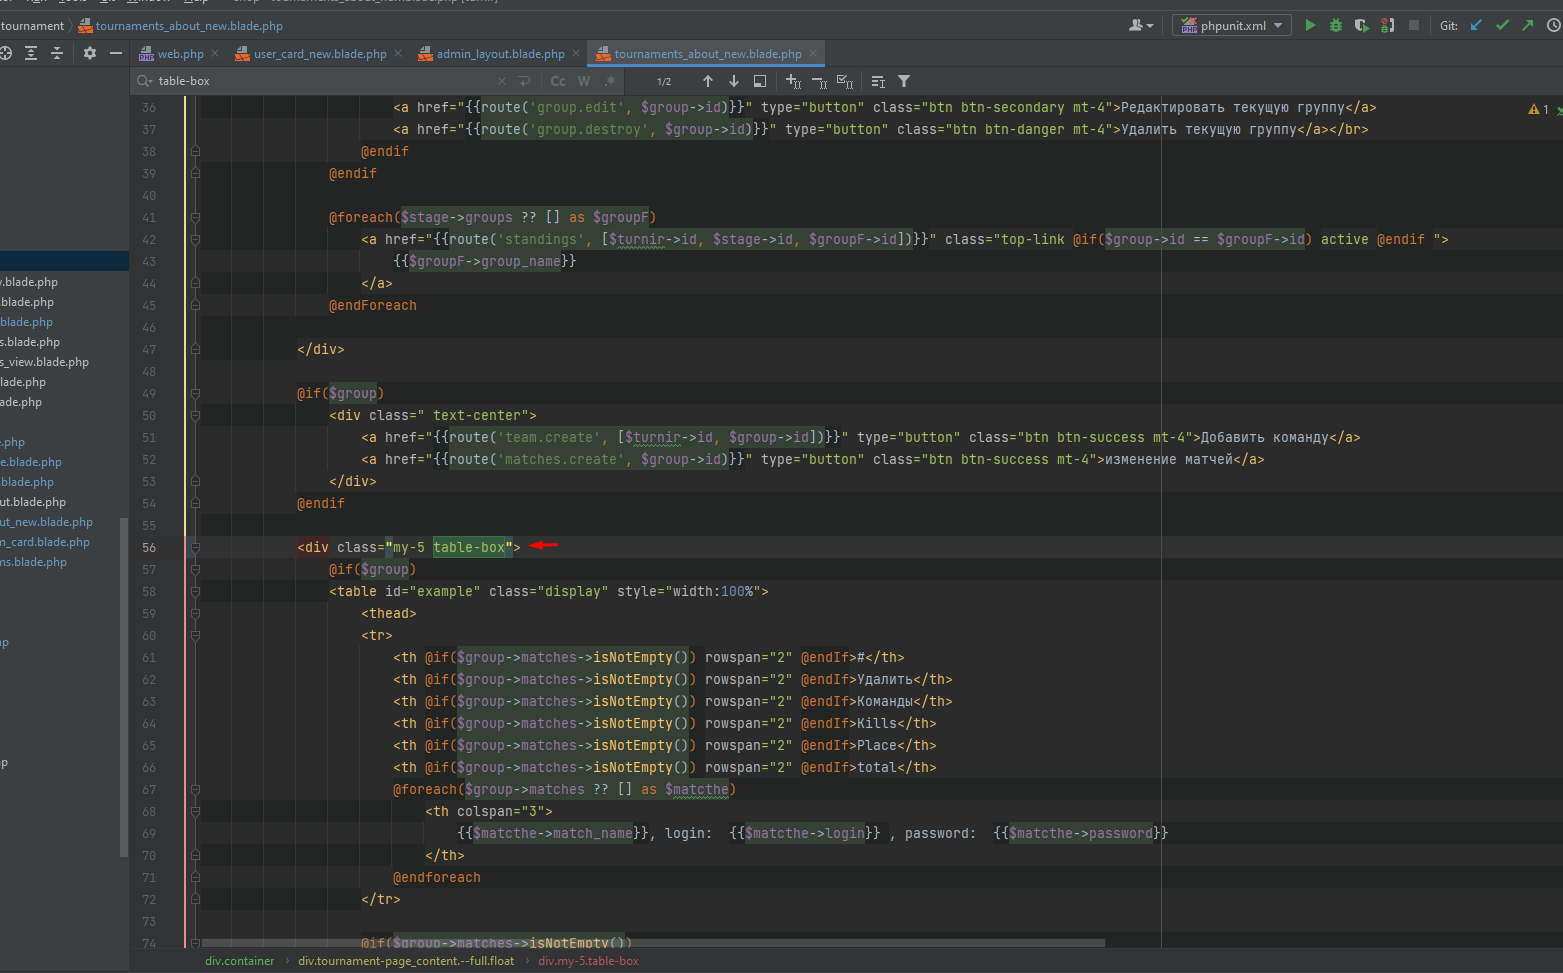 tournament
tournaments_about_new.blade.php
phpunit.xml
Git:
web.php
user_card_new.blade.php
admin_layout.blade.php
tournaments_about_new.blade.php
table-box
Cc
W
.*
1/2
.blade.php
.blade.php
blade.php
s.blade.php
s_view.blade.php
lade.php
ade.php
e.php
e.blade.php
.blade.php
ut.blade.php
out_new.blade.php
m_card.blade.php
ms.blade.php
36 <a href="{{route('group.edit', $group->id)}}" type="button" class="btn btn-secondary mt-4">Редактировать текущую группу</a>
1
37 <a href="{{route('group.destroy', $group->id)}}" type="button" class="btn btn-danger mt-4">Удалить текущую группу</a></br>
38 @endif
39 @endif
40
41 @foreach($stage->groups ?? [] as $groupF)
42 <a href="{{route('standings', [$turnir->id, $stage->id, $groupF->id])}}" class="top-link @if($group->id == $groupF->id) active @endif ">
43 {{$groupF->group_name}}
44 </a>
45 @endForeach
46
47 </div>
48
49 @if($group)
50 <div class=" text-center">
51 <a href="{{route('team.create', [$turnir->id, $group->id])}}" type="button" class="btn btn-success mt-4">Добавить команду</a>
52 <a href="{{route('matches.create', $group->id)}}" type="button" class="btn btn-success mt-4">изменение матчей</a>
53 </div>
54 @endif
55
56 <div class="my-5 table-box">
57 @if($group)
58 <table id="example" class="display" style="width:100%">
59 <thead>
60 <tr>
61 <th @if($group->matches->isNotEmpty()) rowspan="2" @endIf>#</th>
62 <th @if($group->matches->isNotEmpty()) rowspan="2" @endIf>Удалить</th>
63 <th @if($group->matches->isNotEmpty()) rowspan="2" @endIf>Команды</th>
64 <th @if($group->matches->isNotEmpty()) rowspan="2" @endIf>Kills</th>
65 <th @if($group->matches->isNotEmpty()) rowspan="2" @endIf>Place</th>
66 <th @if($group->matches->isNotEmpty()) rowspan="2" @endIf>total</th>
67 @foreach($group->matches ?? [] as $matcthe)
68 <th colspan="3">
69 {{$matcthe->match_name}}, login:  {{$matcthe->login}} , password:  {{$matcthe->password}}
70 </th>
71 @endforeach
72 </tr>
73
74 @if($group->matches->isNotEmpty())
div.container
div.tournament-page_content.--full.float
div.my-5.table-box